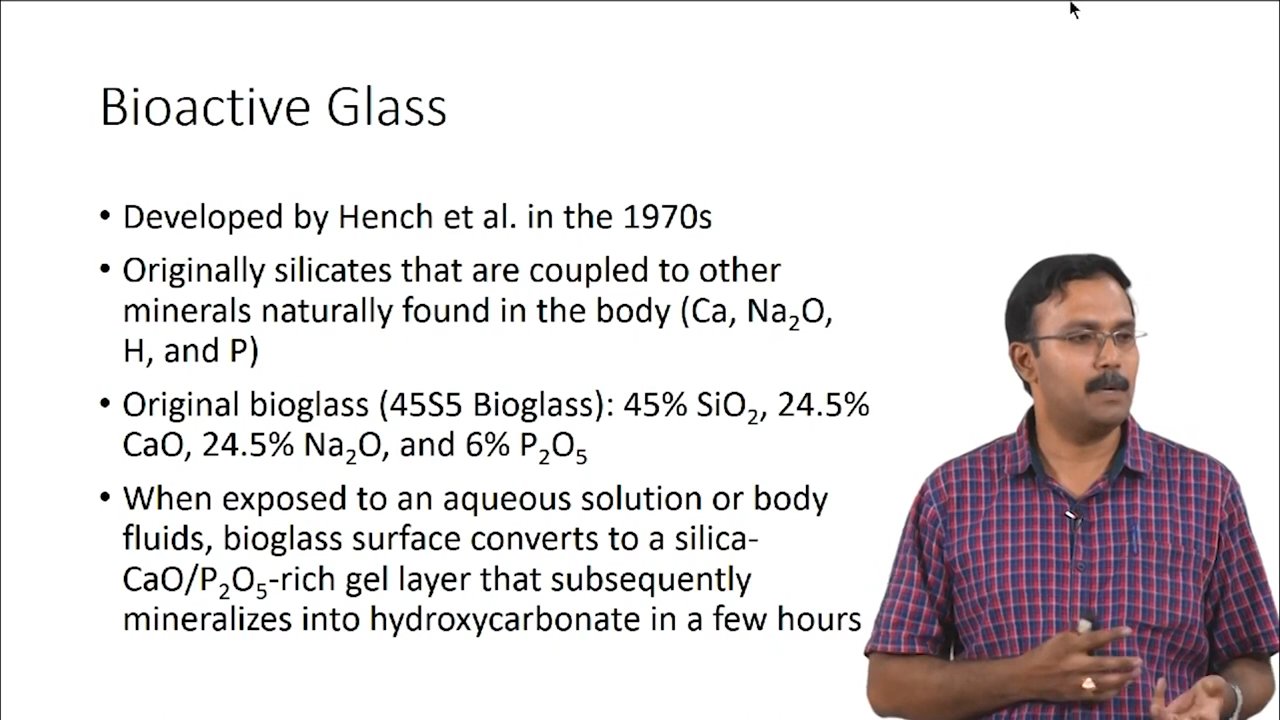 Bioactive Glass
• Developed by Hench et al. in the 1970s
• Originally silicates that are coupled to other
minerals naturally found in the body (Ca, Na₂O,
H, and P)
• Original bioglass (45S5 Bioglass): 45% SiO₂, 24.5%
CaO, 24.5% Na₂O, and 6% P₂O₅
• When exposed to an aqueous solution or body
fluids, bioglass surface converts to a silica-
CaO/P₂O₅-rich gel layer that subsequently
mineralizes into hydroxycarbonate in a few hours